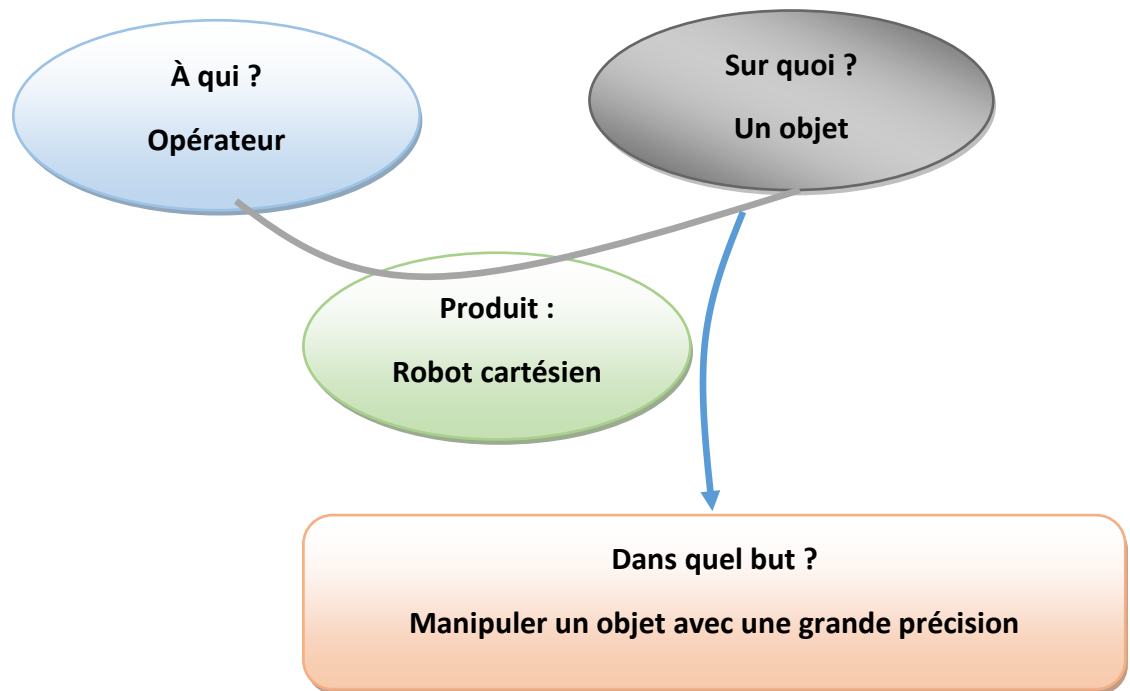 À qui ?
Opérateur
Sur quoi ?
Un objet
Produit :
Robot cartésien
Dans quel but ?
Manipuler un objet avec une grande précision